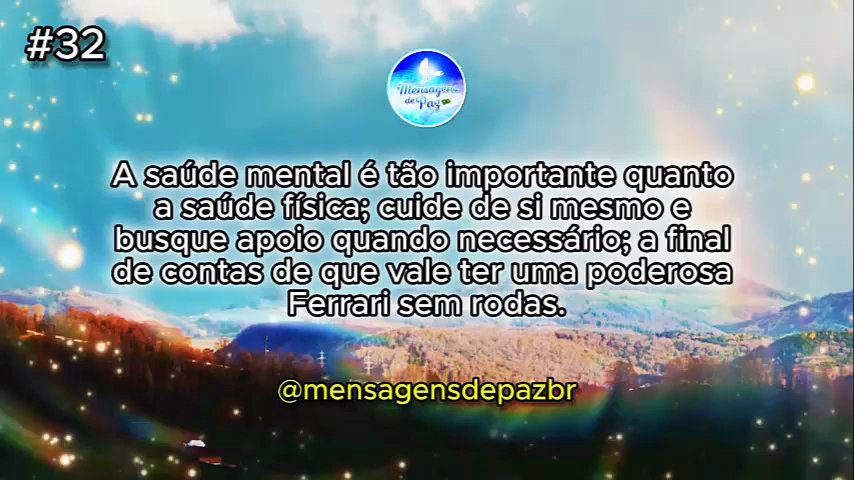 #32
Mensagens
de Paz
A saúde mental é tão importante quanto
a saúde física; cuide de si mesmo e
busque apoio quando necessário; a final
de contas de que vale ter uma poderosa
Ferrari sem rodas.
@mensagensdepazbr